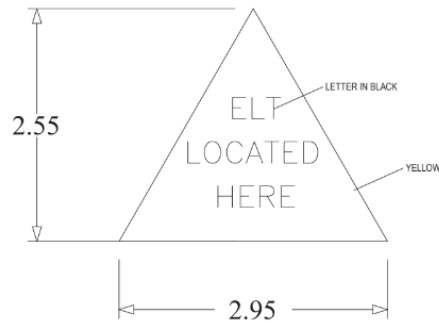 LETTER IN BLACK
ELT
LOCATED
HERE
2.55
YELLOW
2.95